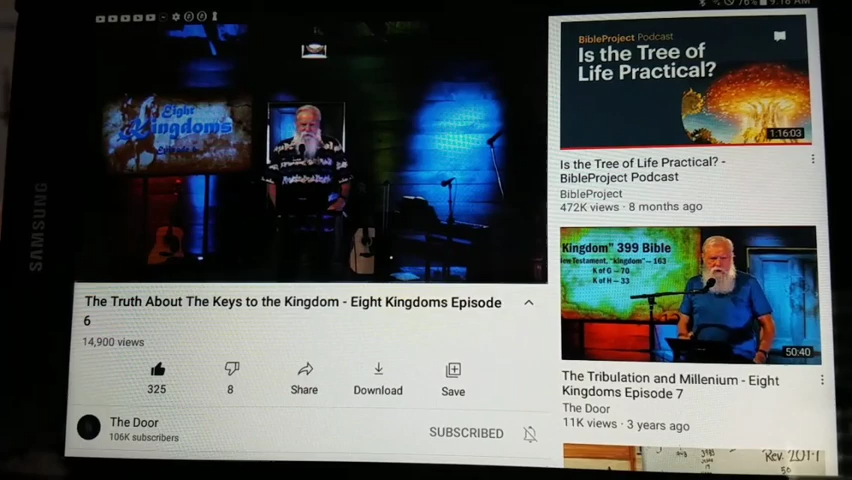 SAMSUNG
Eight
Kingdoms
The Truth About The Keys to the Kingdom - Eight Kingdoms Episode
6
14,900 views
325
8
Share
Download
Save
The Door
106K subscribers
SUBSCRIBED
BibleProject Podcast
Is the Tree of
Life Practical?
1:16:03
Is the Tree of Life Practical? -
BibleProject Podcast
BibleProject
472K views · 8 months ago
Kingdom" 399 Bible
New Testament, "kingdom"– 163
K of G – 70
K of H – 33
50:40
The Tribulation and Millenium - Eight
Kingdoms Episode 7
The Door
11K views · 3 years ago